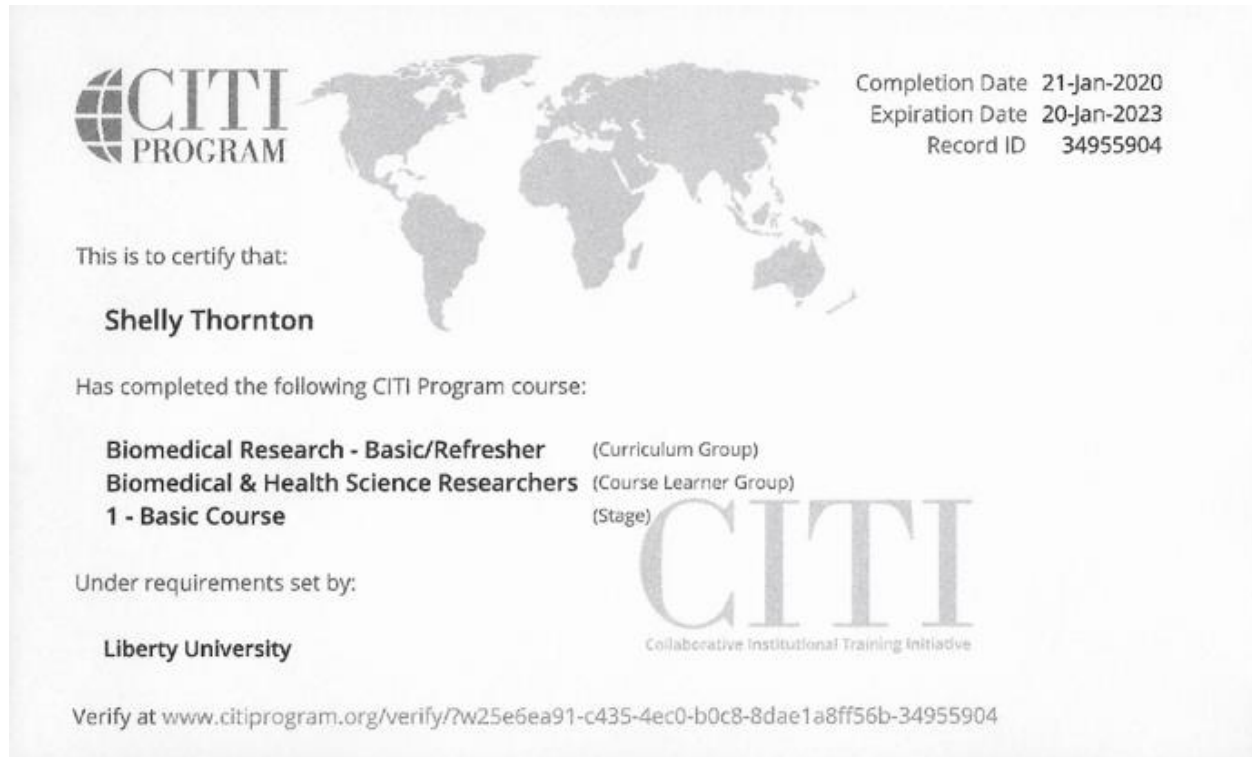 CITI
PROGRAM
Completion Date 21-Jan-2020
Expiration Date 20-Jan-2023
Record ID 34955904
This is to certify that:
Shelly Thornton
Has completed the following CITI Program course:
Biomedical Research - Basic/Refresher (Curriculum Group)
Biomedical & Health Science Researchers (Course Learner Group)
1 - Basic Course (Stage)
Under requirements set by:
Liberty University
CITI
Collaborative Institutional Training Initiative
Verify at www.citiprogram.org/verify/?w25e6ea91-c435-4ec0-b0c8-8dae1a8ff56b-34955904